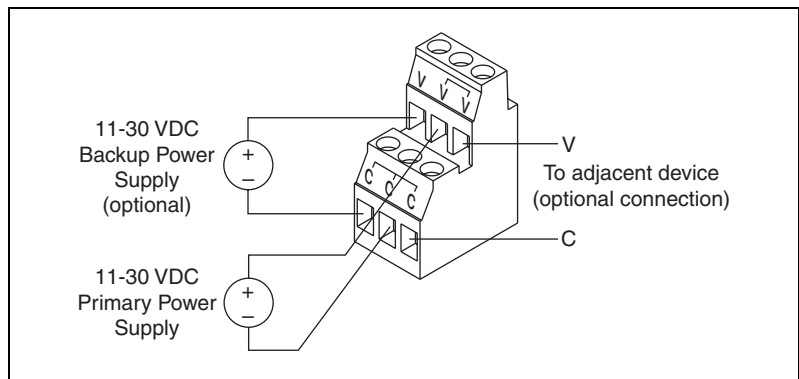 V V V
11-30 VDC
Backup Power
Supply
(optional)
+
–
V
To adjacent device
(optional connection)
C C C
C
11-30 VDC
Primary Power
Supply
+
–